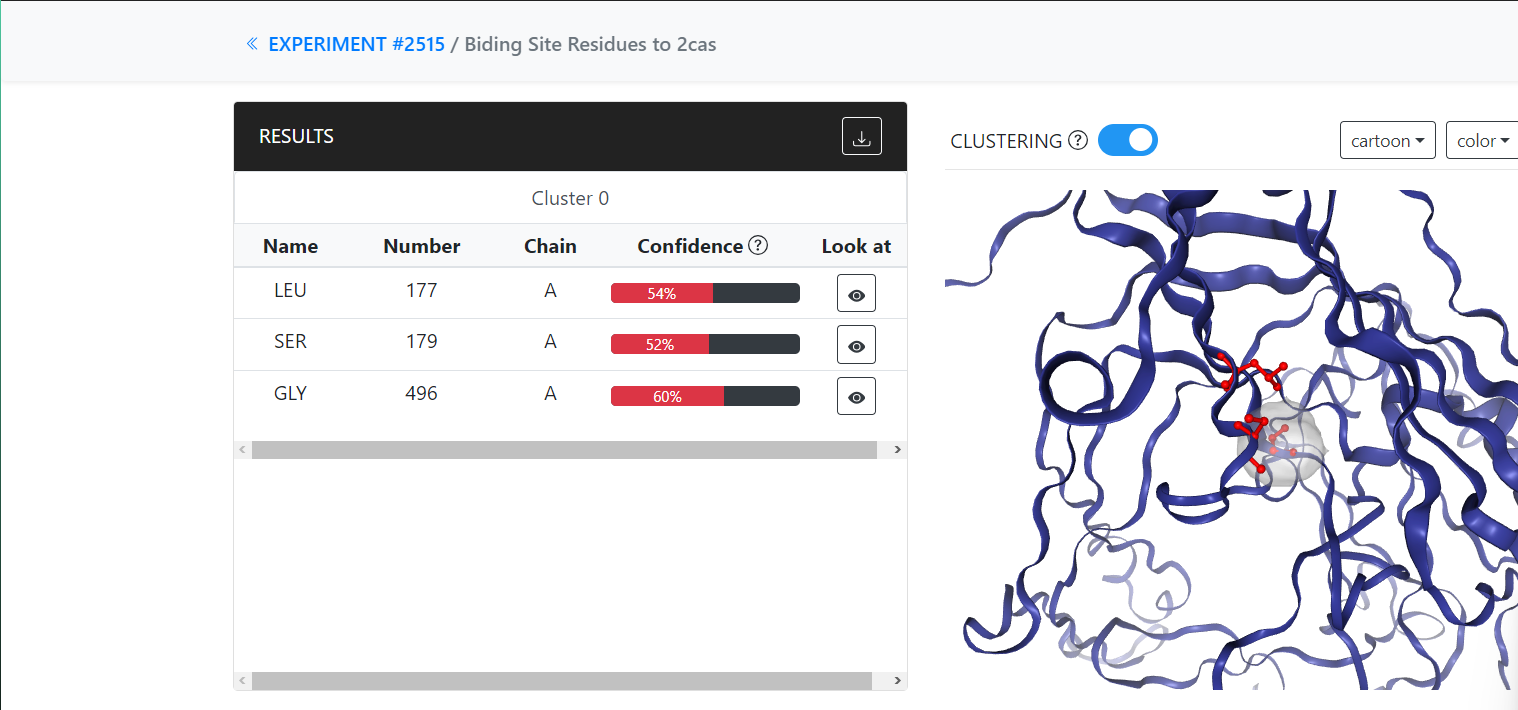 « EXPERIMENT #2515 / Biding Site Residues to 2cas
RESULTS
CLUSTERING ?
cartoon
color
Cluster 0
Name Number Chain Confidence ? Look at
LEU 177 A 54%
SER 179 A 52%
GLY 496 A 60%